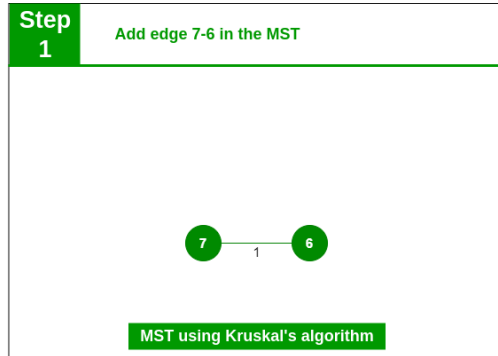 Step
1
Add edge 7-6 in the MST
7
6
1
MST using Kruskal's algorithm